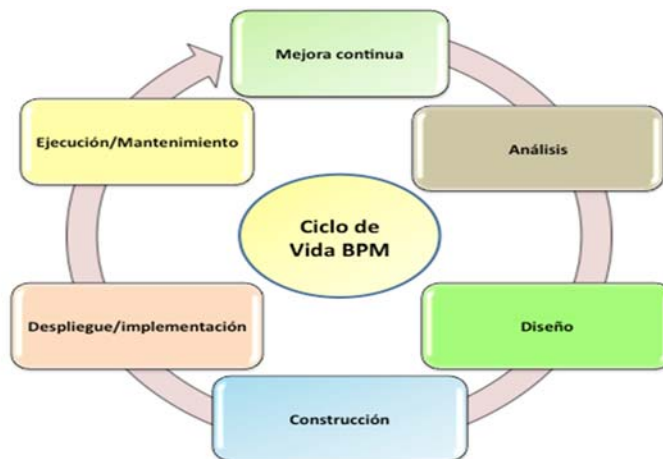 Mejora continua
Análisis
Diseño
Construcción
Despliegue/implementación
Ejecución/Mantenimiento
Ciclo de
Vida BPM